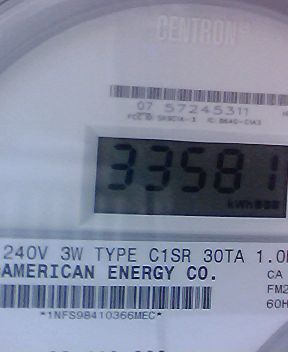 CENTRON
07 57245311
33581
kWh
240V 3W TYPE C1SR 30TA 1.0
AMERICAN ENERGY CO.
CA
FM2
60H
*1NFS98410366MEC*